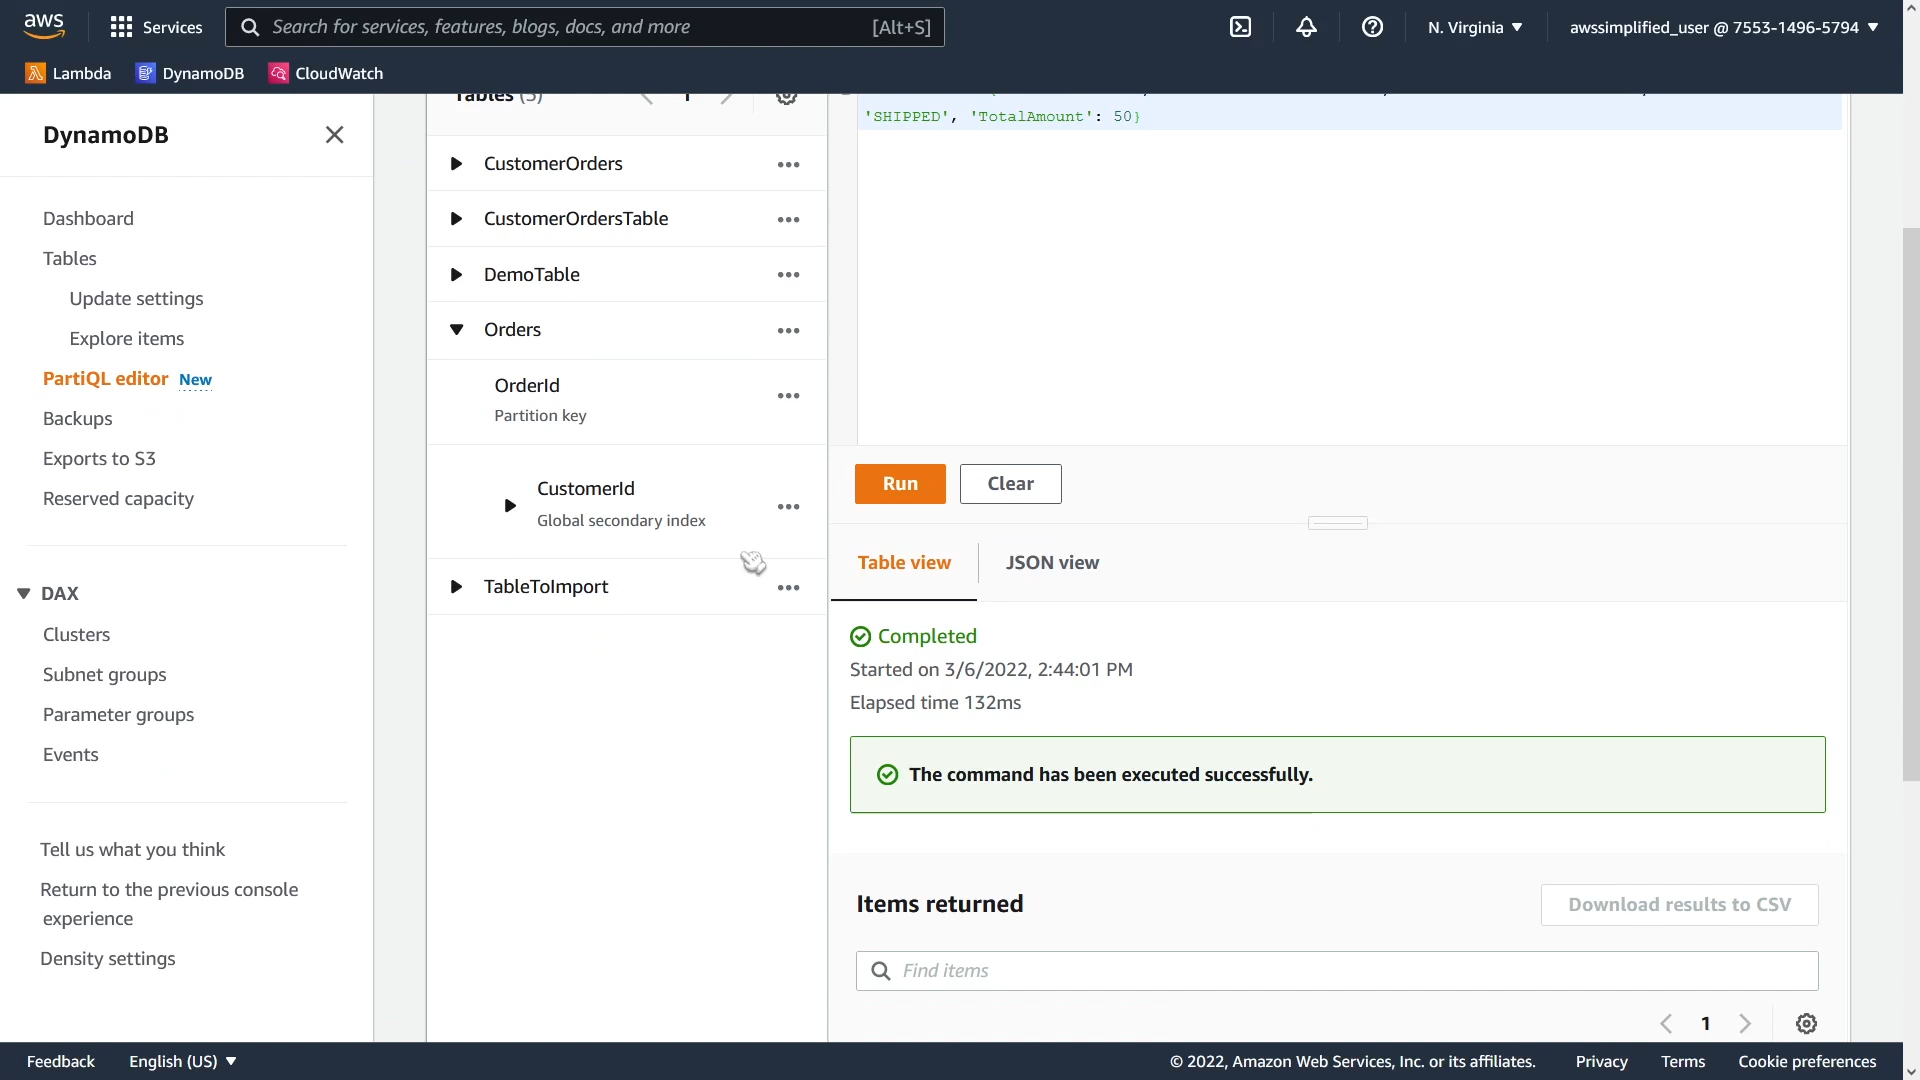 aws
Services
Search for services, features, blogs, docs, and more
[Alt+S]
N. Virginia
awssimplified_user @ 7553-1496-5794
Lambda
DynamoDB
CloudWatch
DynamoDB
Dashboard
Tables
Update settings
Explore items
PartiQL editor New
Backups
Exports to S3
Reserved capacity
DAX
Clusters
Subnet groups
Parameter groups
Events
Tell us what you think
Return to the previous console
experience
Density settings
Tables (5)
1
CustomerOrders
CustomerOrdersTable
DemoTable
Orders
OrderId
Partition key
CustomerId
Global secondary index
TableToImport
'SHIPPED', 'TotalAmount': 50}
Run
Clear
Table view
JSON view
Completed
Started on 3/6/2022, 2:44:01 PM
Elapsed time 132ms
The command has been executed successfully.
Items returned
Download results to CSV
Find items
1
Feedback
English (US)
© 2022, Amazon Web Services, Inc. or its affiliates.
Privacy
Terms
Cookie preferences